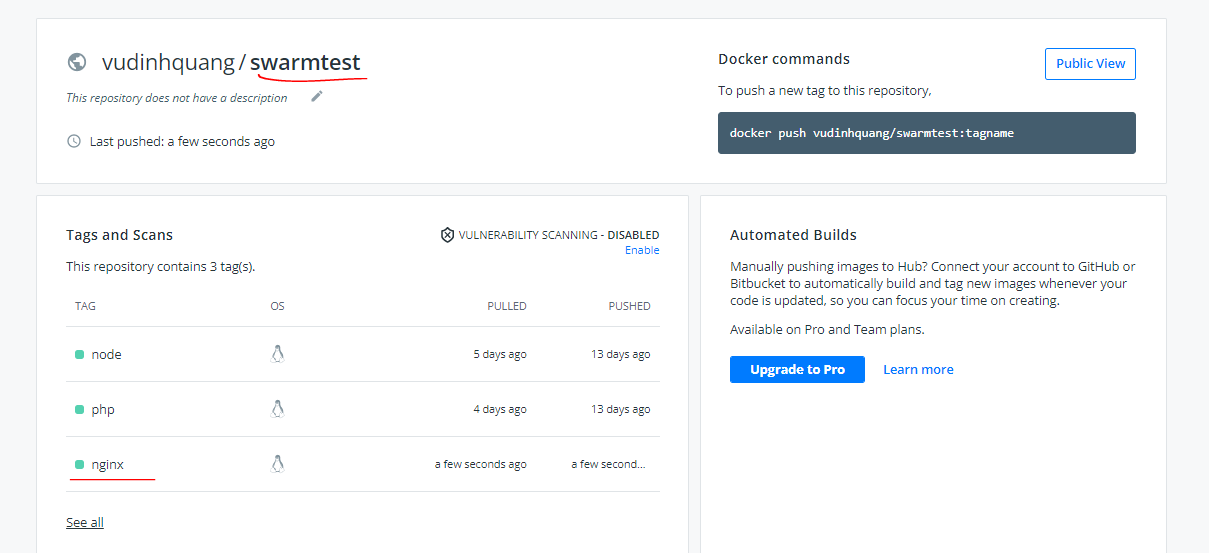 vudinhquang / swarmtest
This repository does not have a description
Last pushed: a few seconds ago
Docker commands
Public View
To push a new tag to this repository,
docker push vudinhquang/swarmtest:tagname
Tags and Scans
VULNERABILITY SCANNING - DISABLED
Enable
This repository contains 3 tag(s).
TAG OS PULLED PUSHED
node 5 days ago 13 days ago
php 4 days ago 13 days ago
nginx a few seconds ago a few second...
See all
Automated Builds
Manually pushing images to Hub? Connect your account to GitHub or
Bitbucket to automatically build and tag new images whenever your
code is updated, so you can focus your time on creating.
Available on Pro and Team plans.
Upgrade to Pro Learn more